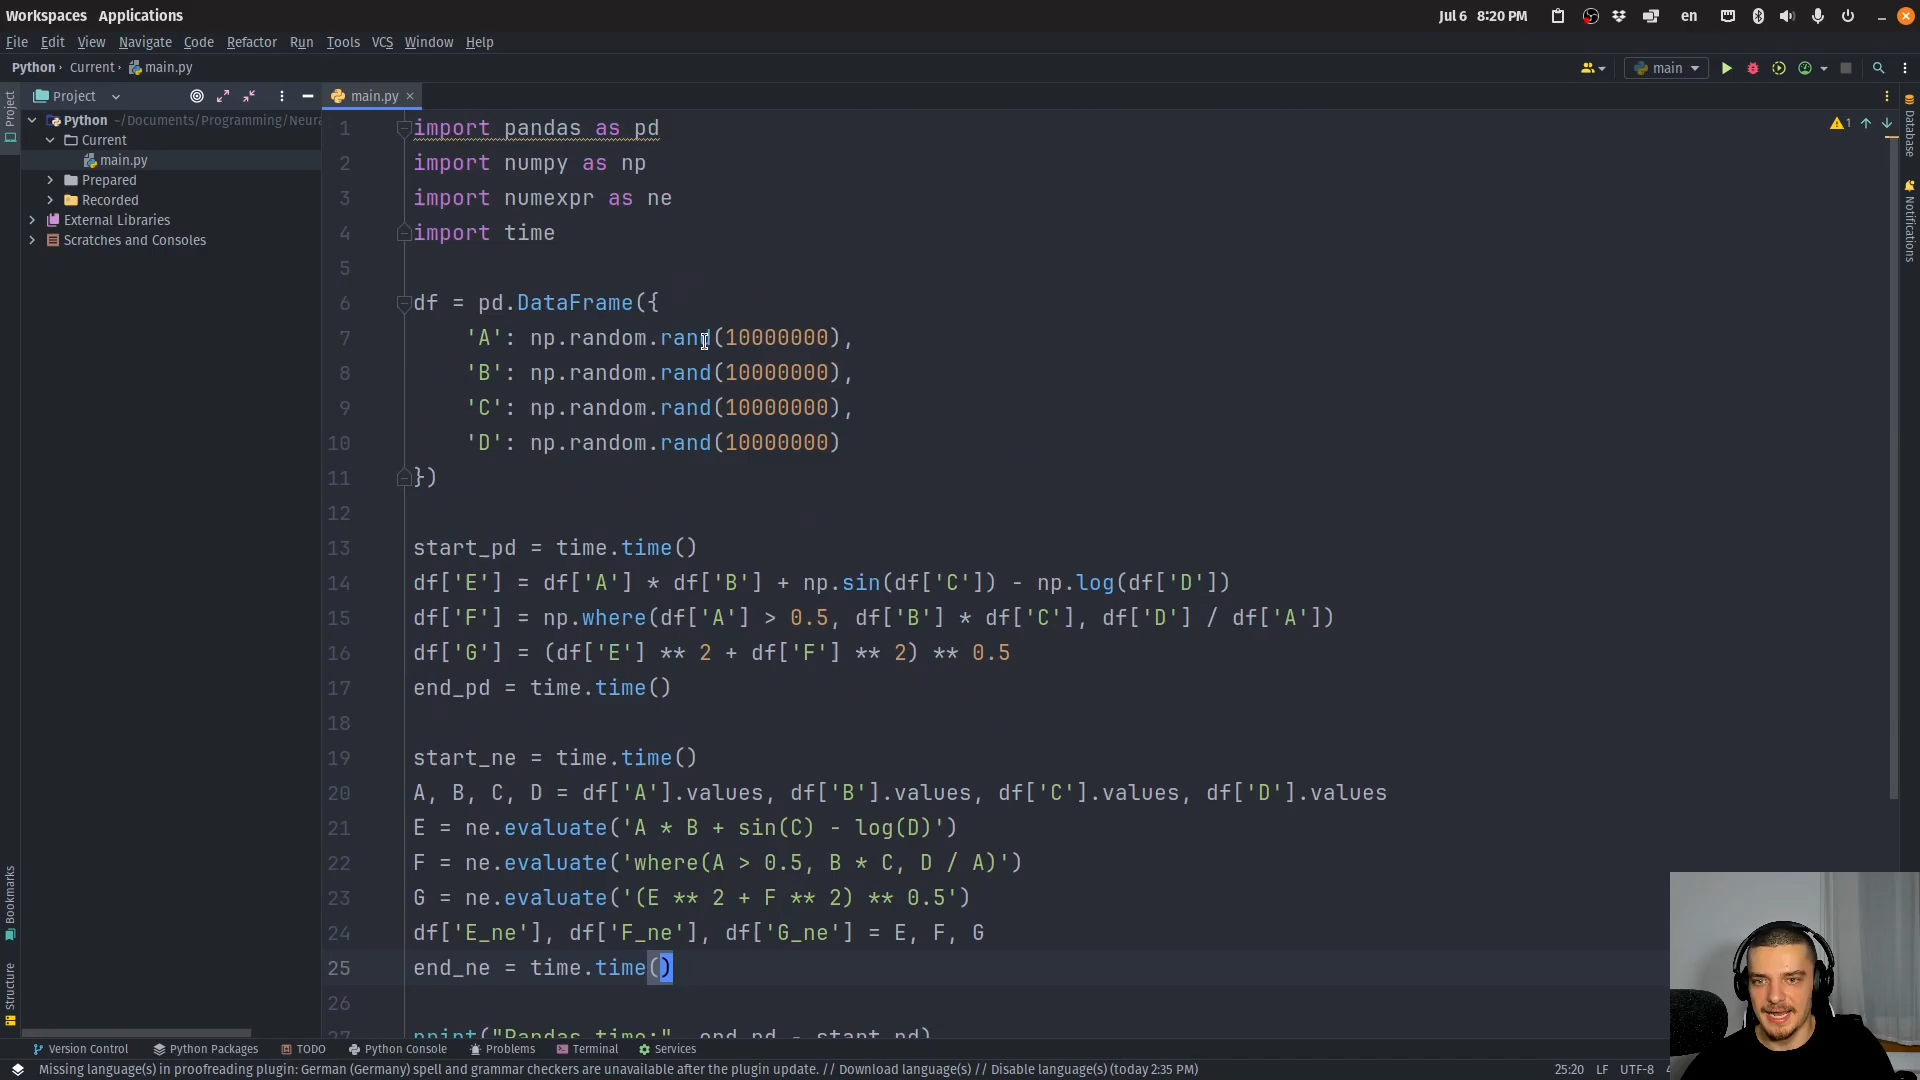 Workspaces Applications
Jul 6 8:20 PM
en
File Edit View Navigate Code Refactor Run Tools VCS Window Help
Python Current main.py
main
Project
main.py
Project
Python ~/Documents/Programming/Neura
Current
main.py
Prepared
Recorded
External Libraries
Scratches and Consoles
Bookmarks
Structure
1 import pandas as pd
2 import numpy as np
3 import numexpr as ne
4 import time
5
6 df = pd.DataFrame({
7 'A': np.random.rand(10000000),
8 'B': np.random.rand(10000000),
9 'C': np.random.rand(10000000),
10 'D': np.random.rand(10000000)
11 })
12
13 start_pd = time.time()
14 df['E'] = df['A'] * df['B'] + np.sin(df['C']) - np.log(df['D'])
15 df['F'] = np.where(df['A'] > 0.5, df['B'] * df['C'], df['D'] / df['A'])
16 df['G'] = (df['E'] ** 2 + df['F'] ** 2) ** 0.5
17 end_pd = time.time()
18
19 start_ne = time.time()
20 A, B, C, D = df['A'].values, df['B'].values, df['C'].values, df['D'].values
21 E = ne.evaluate('A * B + sin(C) - log(D)')
22 F = ne.evaluate('where(A > 0.5, B * C, D / A)')
23 G = ne.evaluate('(E ** 2 + F ** 2) ** 0.5')
24 df['E_ne'], df['F_ne'], df['G_ne'] = E, F, G
25 end_ne = time.time()
26
27 print("Pandas time:", end_pd - start_pd)
1
Database
Notifications
Version Control Python Packages TODO Python Console Problems Terminal Services
Missing language(s) in proofreading plugin: German (Germany) spell and grammar checkers are unavailable after the plugin update. // Download language(s) // Disable language(s) (today 2:35 PM)
25:20 LF UTF-8